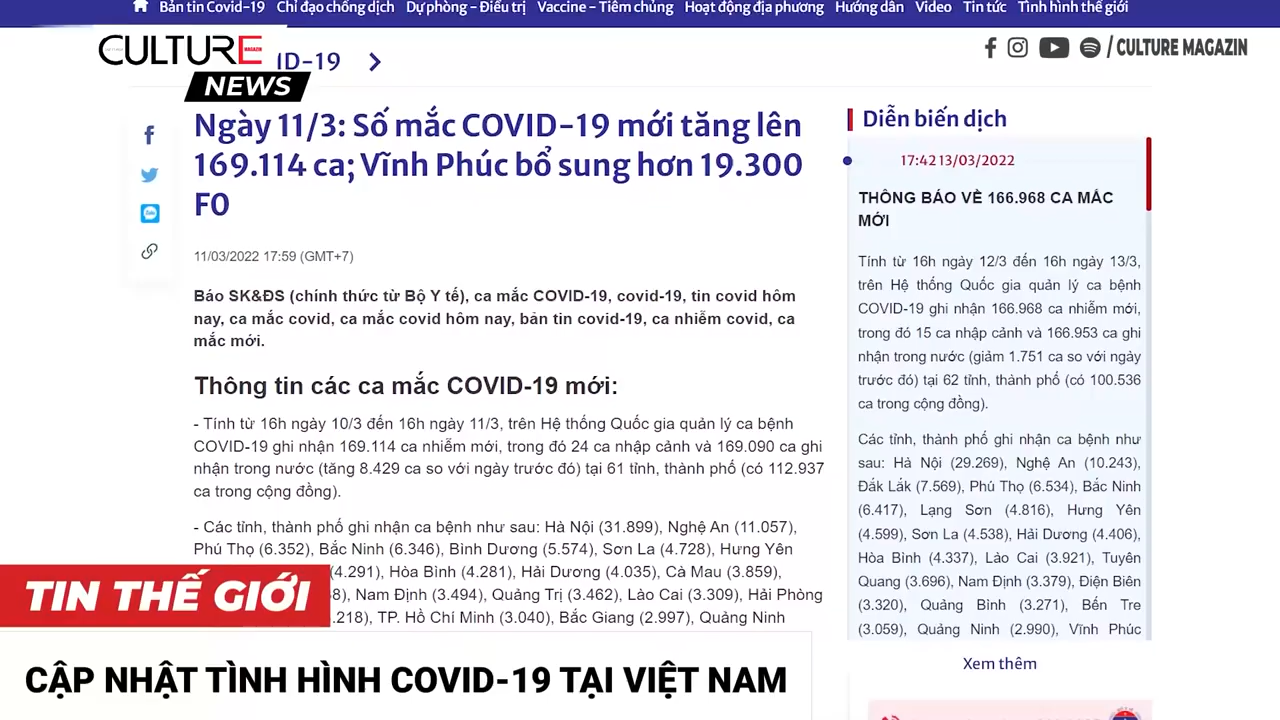 Bản tin Covid-19 Chỉ đạo chống dịch Dự phòng - Điều trị Vaccine - Tiêm chủng Hoạt động địa phương Hướng dẫn Video Tin tức Tình hình thế giới
CULTURE MAGAZIN
NEWS
ID-19
/ CULTURE MAGAZIN
Ngày 11/3: Số mắc COVID-19 mới tăng lên
169.114 ca; Vĩnh Phúc bổ sung hơn 19.300
F0
11/03/2022 17:59 (GMT+7)
Báo SK&ĐS (chính thức từ Bộ Y tế), ca mắc COVID-19, covid-19, tin covid hôm
nay, ca mắc covid, ca mắc covid hôm nay, bản tin covid-19, ca nhiễm covid, ca
mắc mới.
Thông tin các ca mắc COVID-19 mới:
- Tính từ 16h ngày 10/3 đến 16h ngày 11/3, trên Hệ thống Quốc gia quản lý ca bệnh
COVID-19 ghi nhận 169.114 ca nhiễm mới, trong đó 24 ca nhập cảnh và 169.090 ca ghi
nhận trong nước (tăng 8.429 ca so với ngày trước đó) tại 61 tỉnh, thành phố (có 112.937
ca trong cộng đồng).
- Các tỉnh, thành phố ghi nhận ca bệnh như sau: Hà Nội (31.899), Nghệ An (11.057),
Phú Thọ (6.352), Bắc Ninh (6.346), Bình Dương (5.574), Sơn La (4.728), Hưng Yên
(4.291), Hòa Bình (4.281), Hải Dương (4.035), Cà Mau (3.859),
8), Nam Định (3.494), Quảng Trị (3.462), Lào Cai (3.309), Hải Phòng
.218), TP. Hồ Chí Minh (3.040), Bắc Giang (2.997), Quảng Ninh
Diễn biến dịch
17:42 13/03/2022
THÔNG BÁO VỀ 166.968 CA MẮC
MỚI
Tính từ 16h ngày 12/3 đến 16h ngày 13/3,
trên Hệ thống Quốc gia quản lý ca bệnh
COVID-19 ghi nhận 166.968 ca nhiễm mới,
trong đó 15 ca nhập cảnh và 166.953 ca ghi
nhận trong nước (giảm 1.751 ca so với ngày
trước đó) tại 62 tỉnh, thành phố (có 100.536
ca trong cộng đồng).
Các tỉnh, thành phố ghi nhận ca bệnh như
sau: Hà Nội (29.269), Nghệ An (10.243),
Đắk Lắk (7.569), Phú Thọ (6.534), Bắc Ninh
(6.417), Lạng Sơn (4.816), Hưng Yên
(4.599), Sơn La (4.538), Hải Dương (4.406),
Hòa Bình (4.337), Lào Cai (3.921), Tuyên
Quang (3.696), Nam Định (3.379), Điện Biên
(3.320), Quảng Bình (3.271), Bến Tre
(3.059), Quảng Ninh (2.990), Vĩnh Phúc
Xem thêm
TIN THẾ GIỚI
CẬP NHẬT TÌNH HÌNH COVID-19 TẠI VIỆT NAM